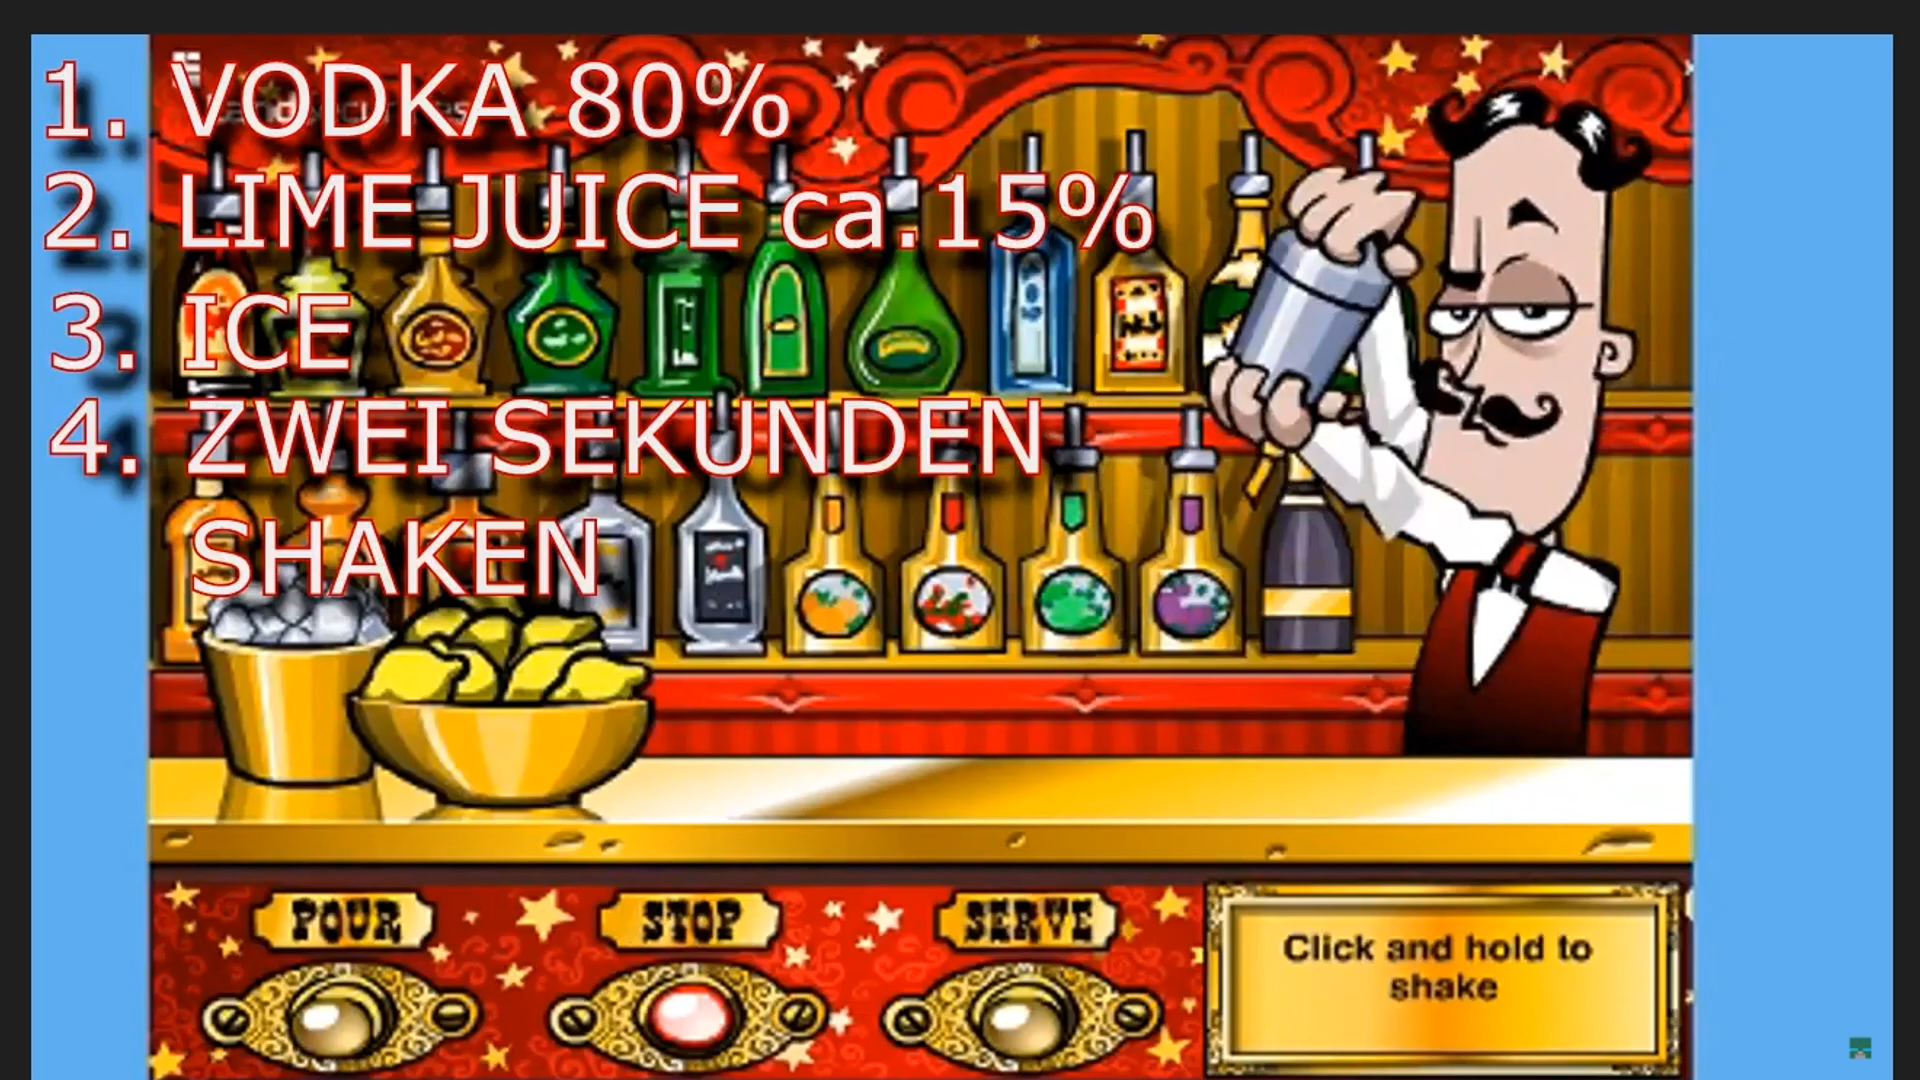 1. VODKA 80%
2. LIME JUICE ca.15%
3. ICE
4. ZWEI SEKUNDEN
SHAKEN
POUR
STOP
SERVE
Click and hold to
shake